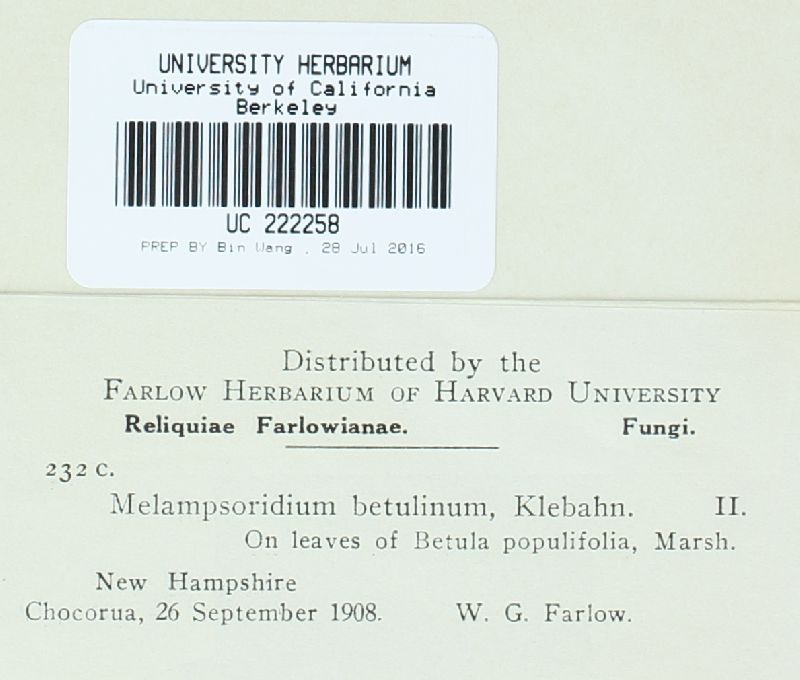 UNIVERSITY HERBARIUM
University of California
Berkeley
UC 222258
PREP BY Bin Wang , 28 Jul 2016
Distributed by the
FARLOW HERBARIUM OF HARVARD UNIVERSITY
Reliquiae Farlowianae. Fungi.
232 c.
Melampsoridium betulinum, Klebahn. II.
On leaves of Betula populifolia, Marsh.
New Hampshire
Chocorua, 26 September 1908. W. G. Farlow.